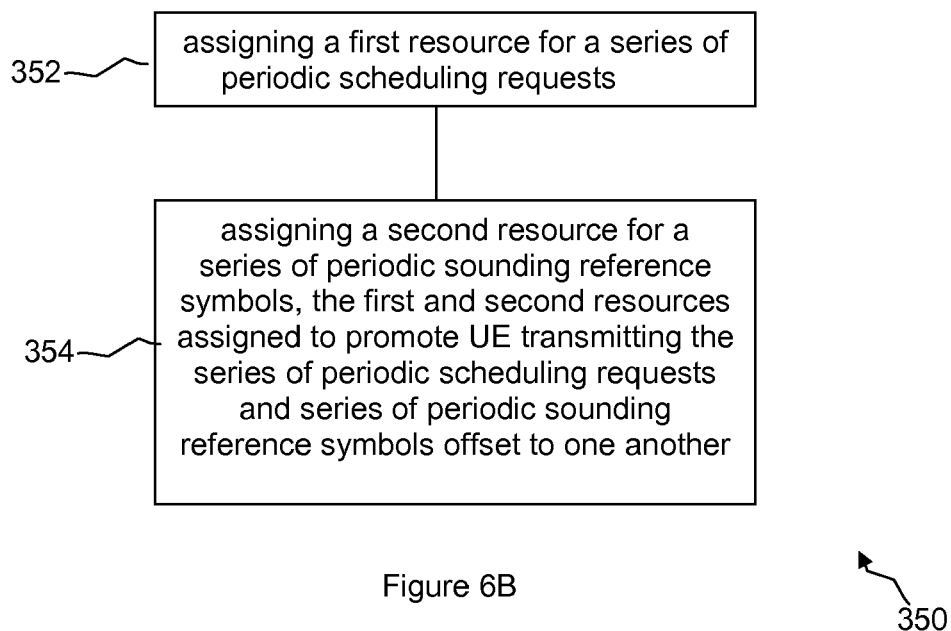 assigning a first resource for a series of
periodic scheduling requests
352
assigning a second resource for a
series of periodic sounding reference
symbols, the first and second resources
assigned to promote UE transmitting the
series of periodic scheduling requests
and series of periodic sounding
reference symbols offset to one another
354
Figure 6B
350